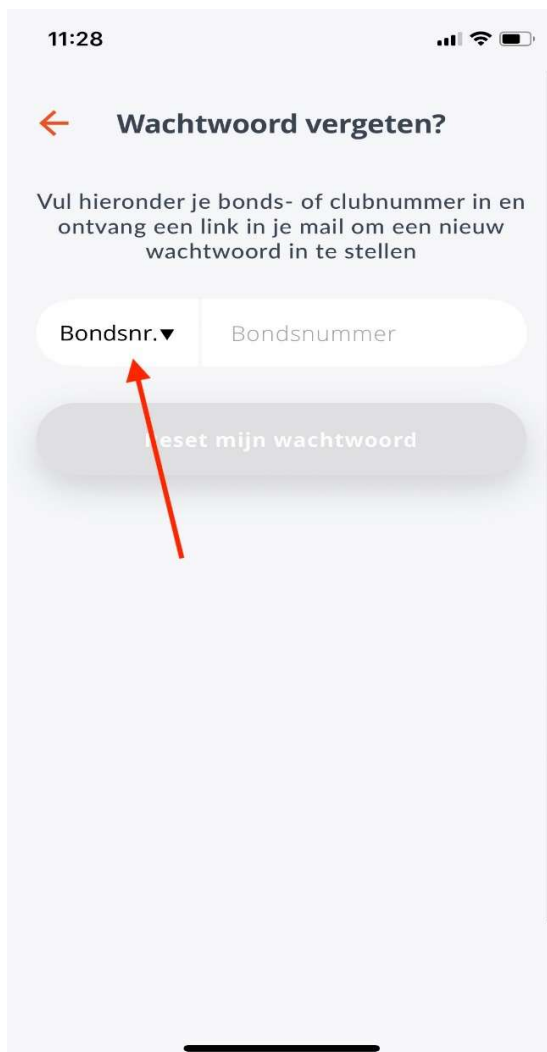 11:28
Wachtwoord vergeten?
Vul hieronder je bonds- of clubnummer in en
ontvang een link in je mail om een nieuw
wachtwoord in te stellen
Bondsnr.▼ Bondsnummer
Reset mijn wachtwoord